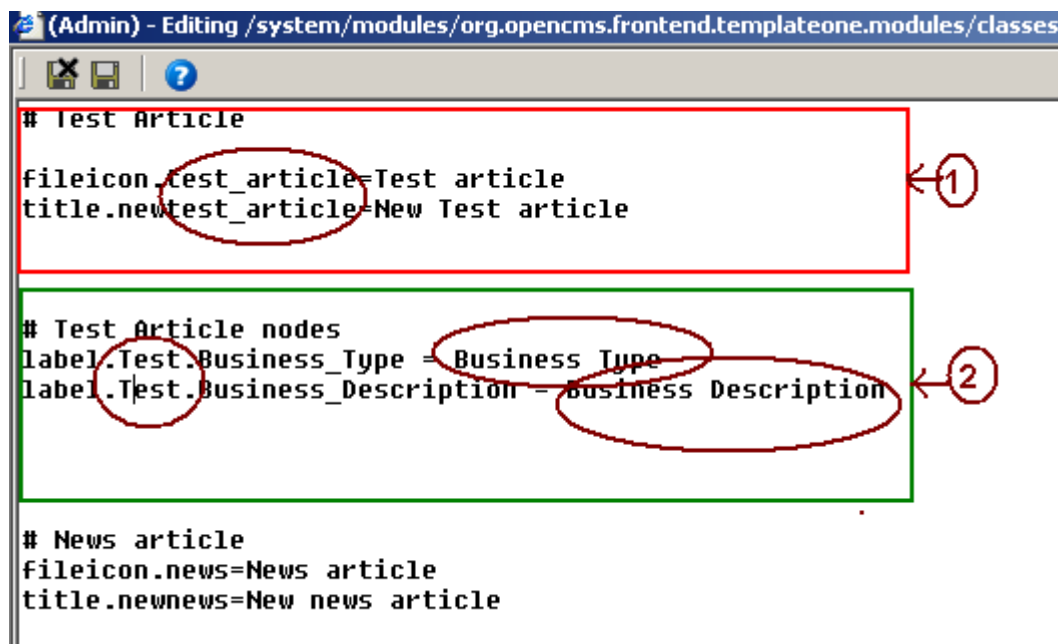 (Admin) - Editing /system/modules/org.opencms.frontend.templateone.modules/classes
# Test Article
fileicon.test_article=Test article
title.newtest_article=New Test article
1
# Test Article nodes
label.Test.Business_Type = Business Type
label.Test.Business_Description = Business Description
2
# News article
fileicon.news=News article
title.newnews=New news article